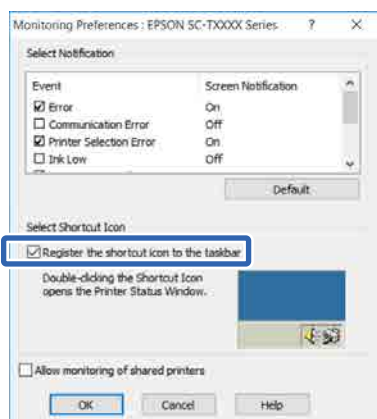 Monitoring Preferences : EPSON SC-TXXXX Series ? ×
Select Notification
Event Screen Notification
Error On
Communication Error Off
Printer Selection Error On
Ink Low Off
Default
Select Shortcut Icon
Register the shortcut icon to the taskbar
Double-clicking the Shortcut Icon
opens the Printer Status Window.
Allow monitoring of shared printers
OK Cancel Help